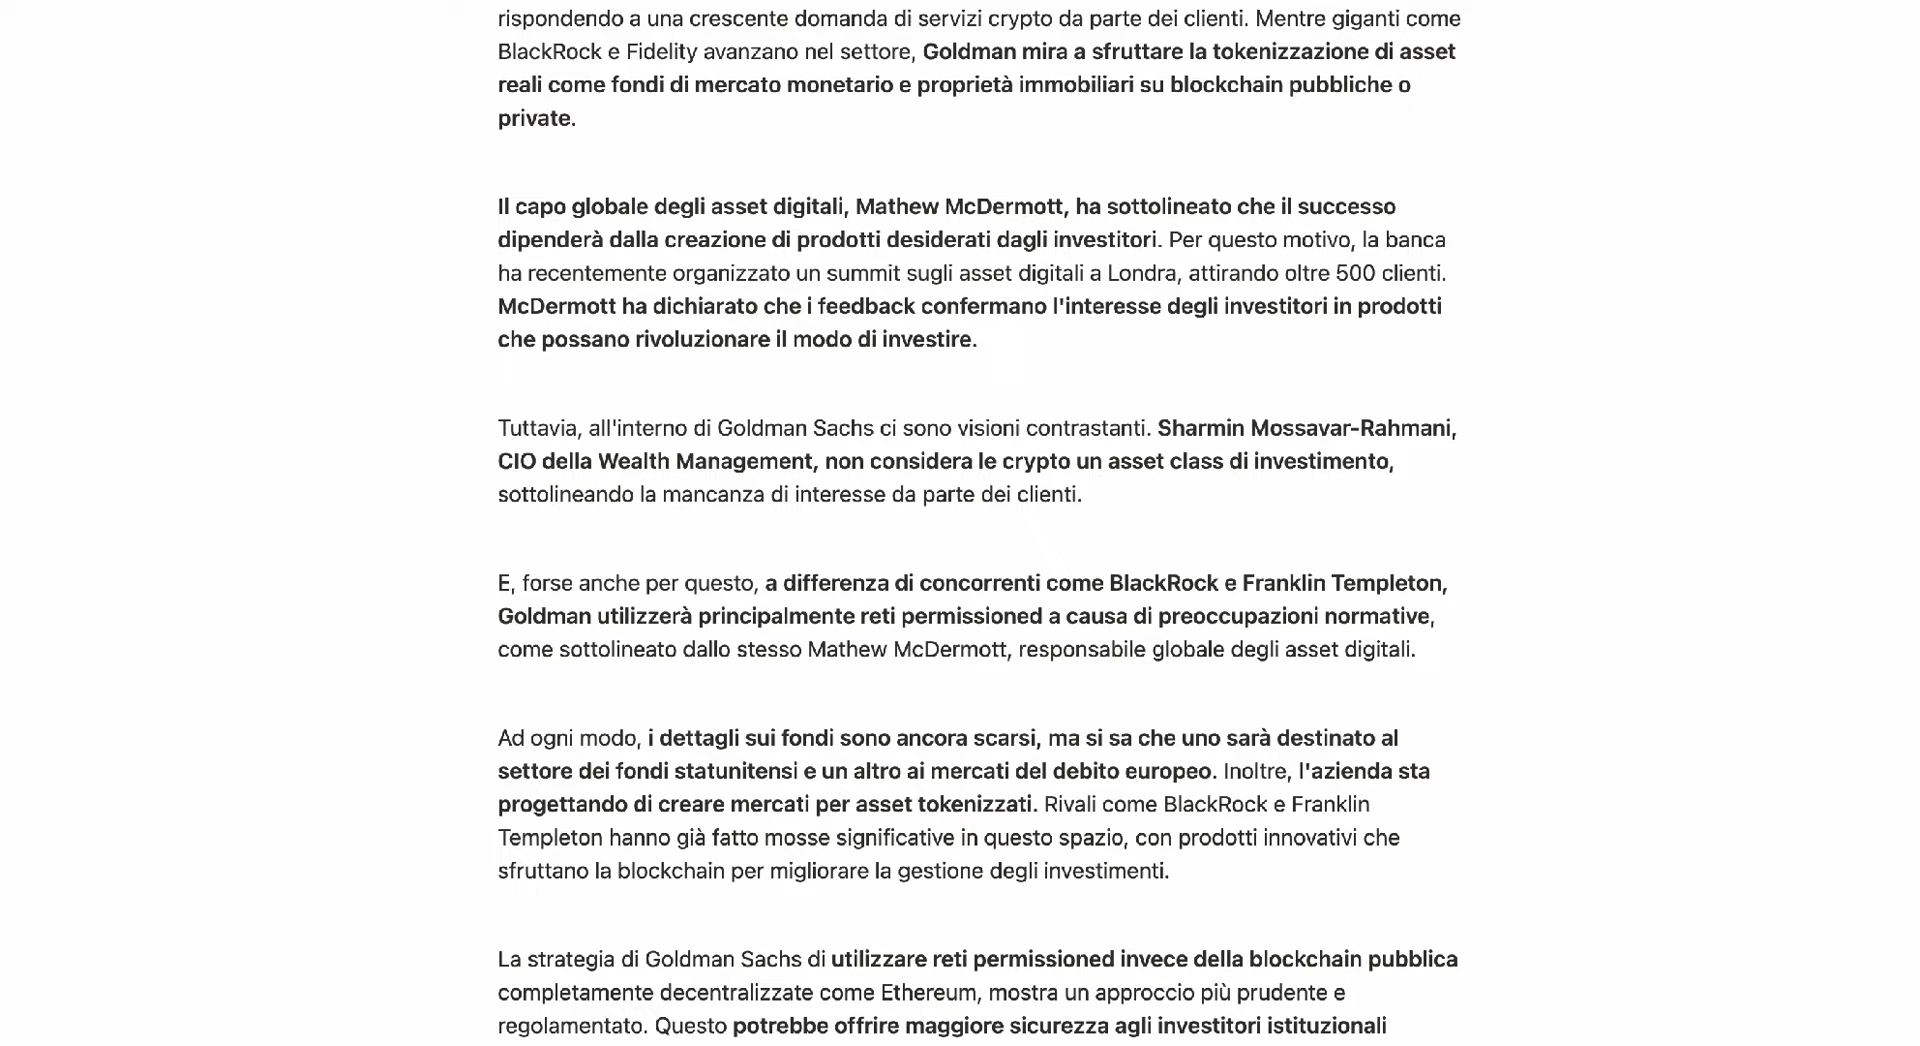 rispondendo a una crescente domanda di servizi crypto da parte dei clienti. Mentre giganti come
BlackRock e Fidelity avanzano nel settore, Goldman mira a sfruttare la tokenizzazione di asset
reali come fondi di mercato monetario e proprietà immobiliari su blockchain pubbliche o
private.
Il capo globale degli asset digitali, Mathew McDermott, ha sottolineato che il successo
dipenderà dalla creazione di prodotti desiderati dagli investitori. Per questo motivo, la banca
ha recentemente organizzato un summit sugli asset digitali a Londra, attirando oltre 500 clienti.
McDermott ha dichiarato che i feedback confermano l'interesse degli investitori in prodotti
che possano rivoluzionare il modo di investire.
Tuttavia, all'interno di Goldman Sachs ci sono visioni contrastanti. Sharmin Mossavar-Rahmani,
CIO della Wealth Management, non considera le crypto un asset class di investimento,
sottolineando la mancanza di interesse da parte dei clienti.
E, forse anche per questo, a differenza di concorrenti come BlackRock e Franklin Templeton,
Goldman utilizzerà principalmente reti permissioned a causa di preoccupazioni normative,
come sottolineato dallo stesso Mathew McDermott, responsabile globale degli asset digitali.
Ad ogni modo, i dettagli sui fondi sono ancora scarsi, ma si sa che uno sarà destinato al
settore dei fondi statunitensi e un altro ai mercati del debito europeo. Inoltre, l'azienda sta
progettando di creare mercati per asset tokenizzati. Rivali come BlackRock e Franklin
Templeton hanno già fatto mosse significative in questo spazio, con prodotti innovativi che
sfruttano la blockchain per migliorare la gestione degli investimenti.
La strategia di Goldman Sachs di utilizzare reti permissioned invece della blockchain pubblica
completamente decentralizzate come Ethereum, mostra un approccio più prudente e
regolamentato. Questo potrebbe offrire maggiore sicurezza agli investitori istituzionali